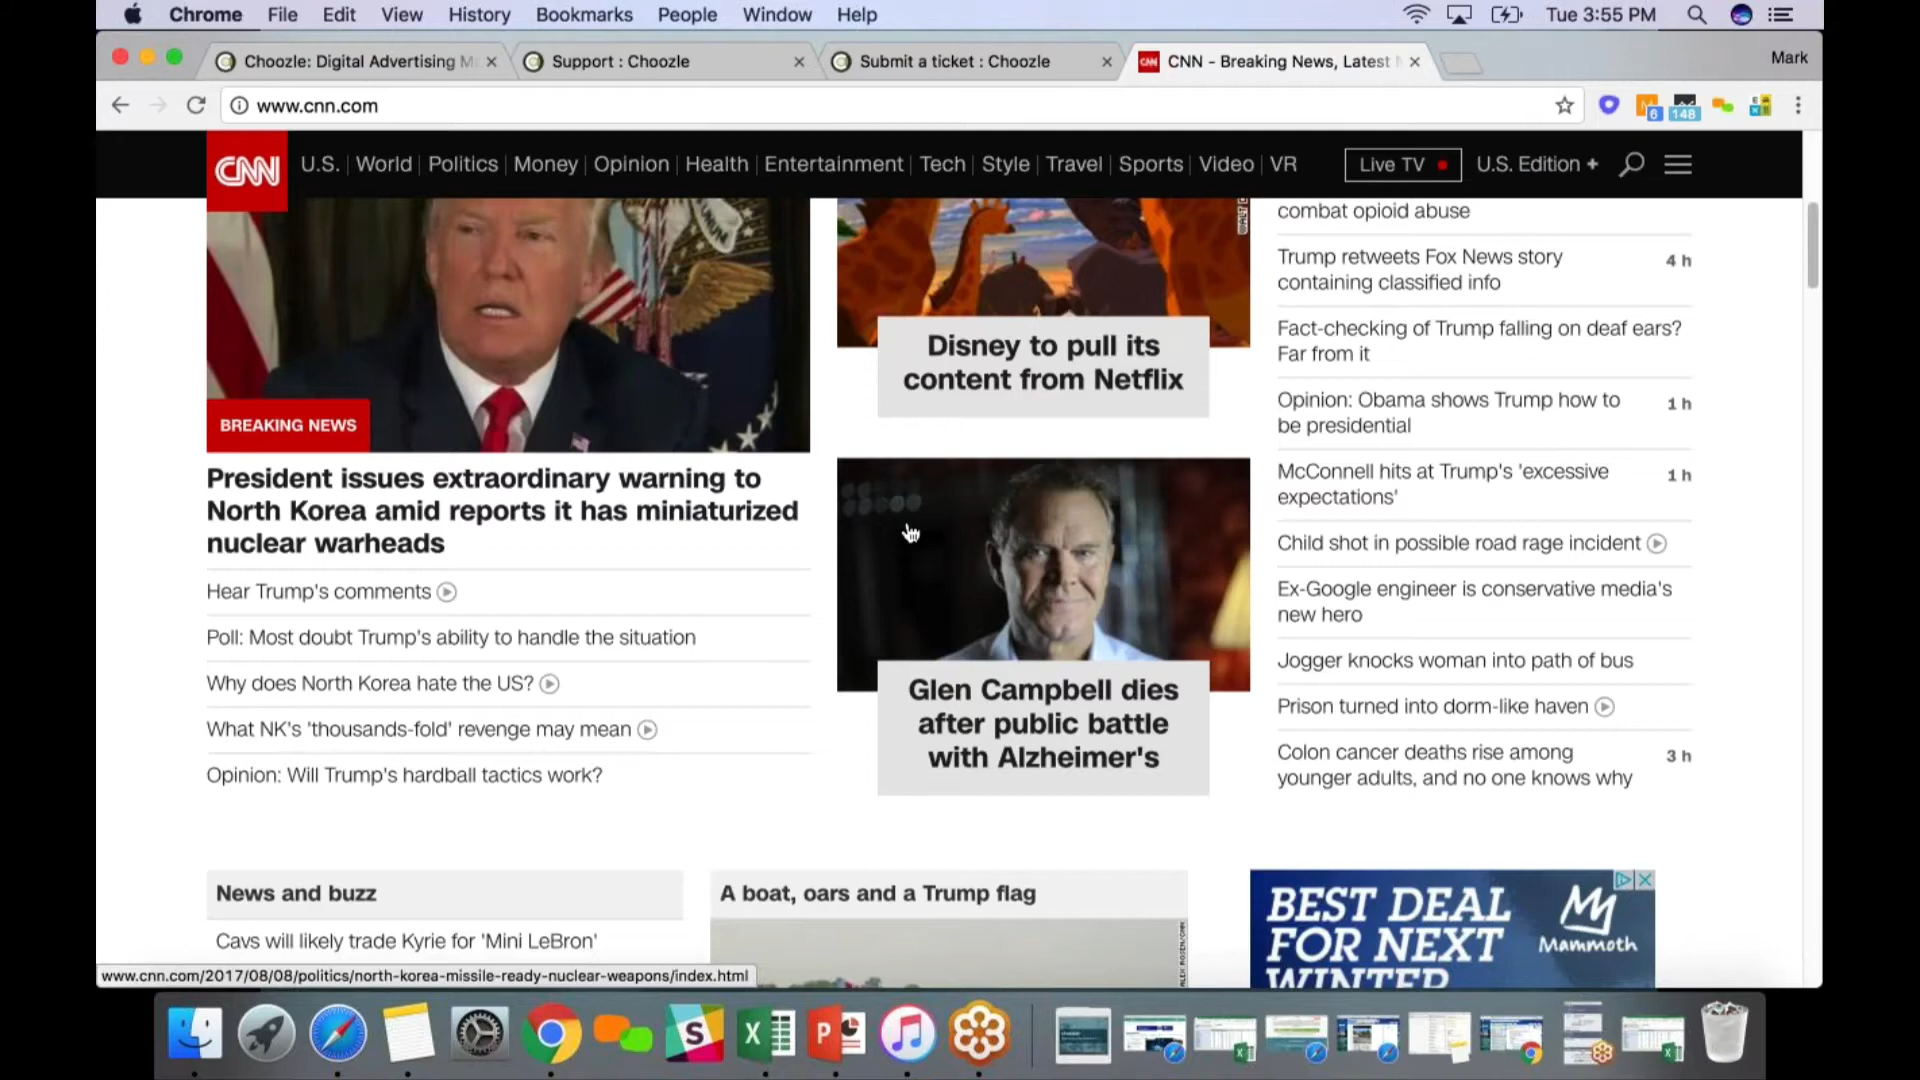 Chrome File Edit View History Bookmarks People Window Help Tue 3:55 PM
Choozle: Digital Advertising Support : Choozle Submit a ticket : Choozle CNN - Breaking News, Latest Mark
www.cnn.com
6 148
CNN U.S. World Politics Money Opinion Health Entertainment Tech Style Travel Sports Video VR Live TV U.S. Edition +
BREAKING NEWS
President issues extraordinary warning to
North Korea amid reports it has miniaturized
nuclear warheads
Hear Trump's comments
Poll: Most doubt Trump's ability to handle the situation
Why does North Korea hate the US?
What NK's 'thousands-fold' revenge may mean
Opinion: Will Trump's hardball tactics work?
Disney to pull its
content from Netflix
Glen Campbell dies
after public battle
with Alzheimer's
combat opioid abuse
Trump retweets Fox News story 4 h
containing classified info
Fact-checking of Trump falling on deaf ears?
Far from it
Opinion: Obama shows Trump how to 1 h
be presidential
McConnell hits at Trump's 'excessive 1 h
expectations'
Child shot in possible road rage incident
Ex-Google engineer is conservative media's
new hero
Jogger knocks woman into path of bus
Prison turned into dorm-like haven
Colon cancer deaths rise among 3 h
younger adults, and no one knows why
News and buzz
Cavs will likely trade Kyrie for 'Mini LeBron'
A boat, oars and a Trump flag
BEST DEAL
FOR NEXT
WINTER
Mammoth
www.cnn.com/2017/08/08/politics/north-korea-missile-ready-nuclear-weapons/index.html